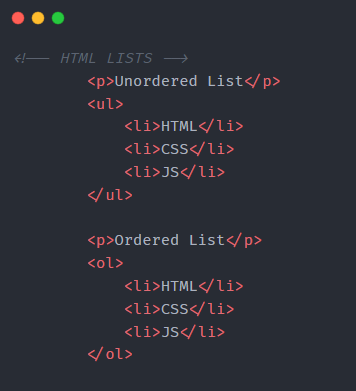 <!-- HTML LISTS -->
<p>Unordered List</p>
<ul>
<li>HTML</li>
<li>CSS</li>
<li>JS</li>
</ul>
<p>Ordered List</p>
<ol>
<li>HTML</li>
<li>CSS</li>
<li>JS</li>
</ol>